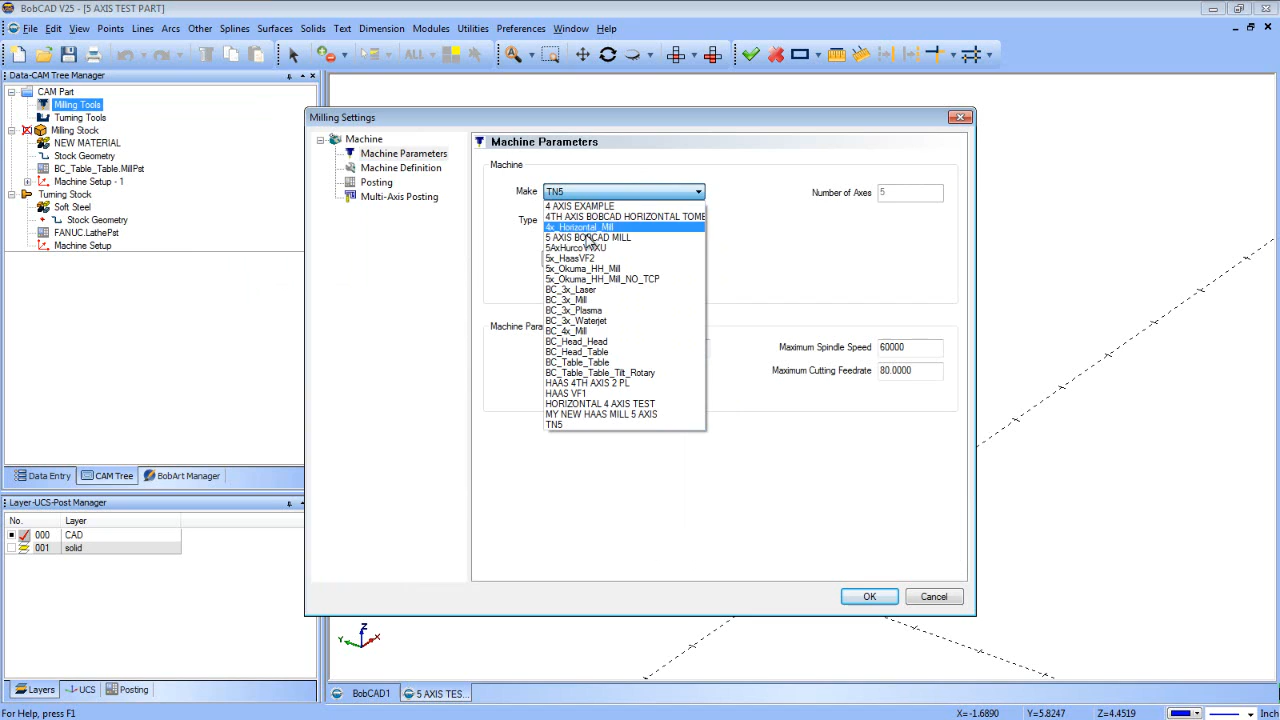 BobCAD V25 - [5 AXIS TEST PART]
File Edit View Points Lines Arcs Other Splines Surfaces Solids Text Dimension Modules Utilities Preferences Window Help
ALL
Data-CAM Tree Manager
CAM Part
Milling Tools
Turning Tools
Milling Stock
NEW MATERIAL
Stock Geometry
BC_Table_Table.MillPst
Machine Setup - 1
Turning Stock
Soft Steel
Stock Geometry
FANUC.LathePst
Machine Setup
Data Entry CAM Tree BobArt Manager
Layer-UCS-Post Manager
No. Layer
000 CAD
001 solid
Layers UCS Posting
Milling Settings
Machine
Machine Parameters
Machine Definition
Posting
Multi-Axis Posting
Machine Parameters
Machine
Make TN5
Number of Axes 5
Type
4 AXIS EXAMPLE
4TH AXIS BOBCAD HORIZONTAL TOMB
4x_Horizontal_Mill
5 AXIS BOBCAD MILL
5x_HaasVF2
5x_Okuma_HH_Mill
5x_Okuma_HH_Mill_NO_TCP
BC_3x_Laser
BC_3x_Mill
BC_3x_Plasma
BC_3x_Waterjet
BC_4x_Mill
BC_Head_Head
BC_Head_Table
BC_Table_Table
BC_Table_Table_Tilt_Rotary
HAAS 4TH AXIS 2 PL
HAAS VF1
HORIZONTAL 4 AXIS TEST
MY NEW HAAS MILL 5 AXIS
TN5
Machine Para
Maximum Spindle Speed 60000
Maximum Cutting Feedrate 80.0000
OK Cancel
Z
Y X
BobCAD1 5 AXIS TES...
For Help, press F1
X= -1.6890 Y= 5.8247 Z=4.4519 Inch